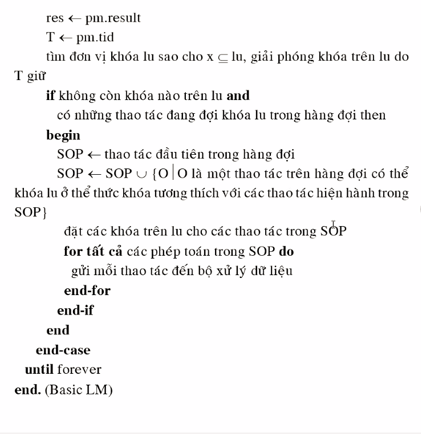 res ← pm.result
T ← pm.tid
tìm đơn vị khóa lu sao cho x ⊆ lu, giải phóng khóa trên lu do
T giữ
if không còn khóa nào trên lu and
có những thao tác đang đợi khóa lu trong hàng đợi then
begin
SOP ← thao tác đầu tiên trong hàng đợi
SOP ← SOP ∪ {O | O là một thao tác trên hàng đợi có thể
khóa lu ở thể thức khóa tương thích với các thao tác hiện hành trong
SOP}
đặt các khóa trên lu cho các thao tác trong SOP
for tất cả các phép toán trong SOP do
gửi mỗi thao tác đến bộ xử lý dữ liệu
end-for
end-if
end
end-case
until forever
end. (Basic LM)